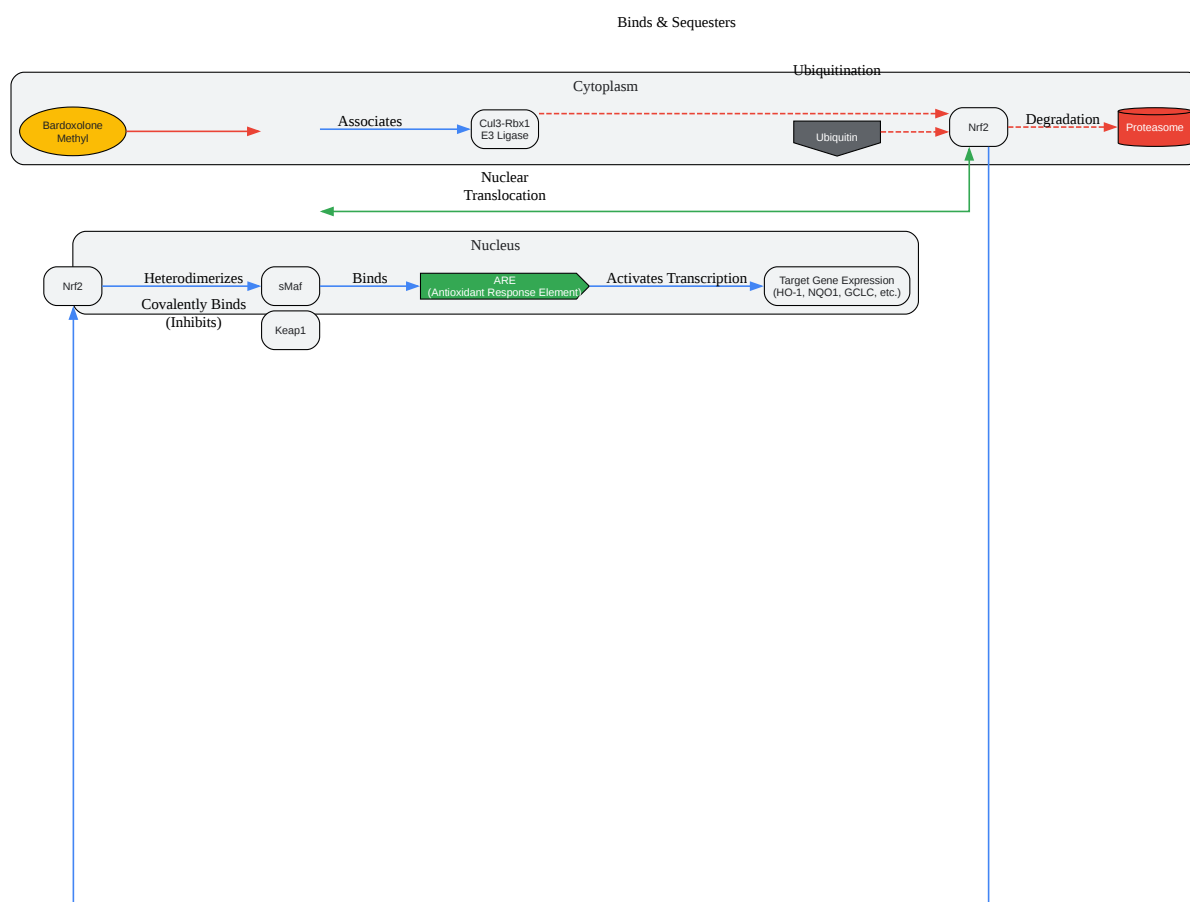 Binds & Sequesters
Ubiquitination
Cytoplasm
Bardoxolone
Methyl
Associates
Cul3-Rbx1
E3 Ligase
Ubiquitin
Nrf2
Degradation
Proteasome
Nuclear
Translocation
Nucleus
Nrf2
Heterodimerizes
sMaf
Binds
ARE
(Antioxidant Response Element)
Activates Transcription
Target Gene Expression
(HO-1, NQO1, GCLC, etc.)
Covalently Binds
(Inhibits)
Keap1